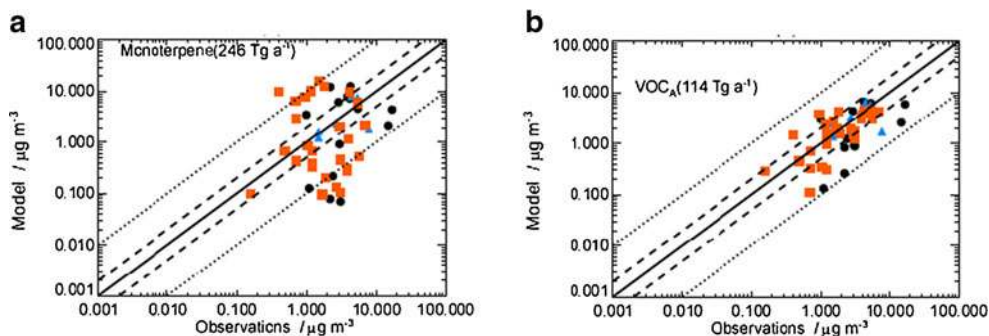 a
Monoterpene(246 Tg a⁻¹)
100.000
10.000
1.000
0.100
0.010
0.001
Model / µg m⁻³
0.001 0.010 0.100 1.000 10.000 100.000
Observations / µg m⁻³
b
VOC_A(114 Tg a⁻¹)
100.000
10.000
1.000
0.100
0.010
0.001
Model / µg m⁻³
0.001 0.010 0.100 1.000 10.000 100.000
Observations / µg m⁻³